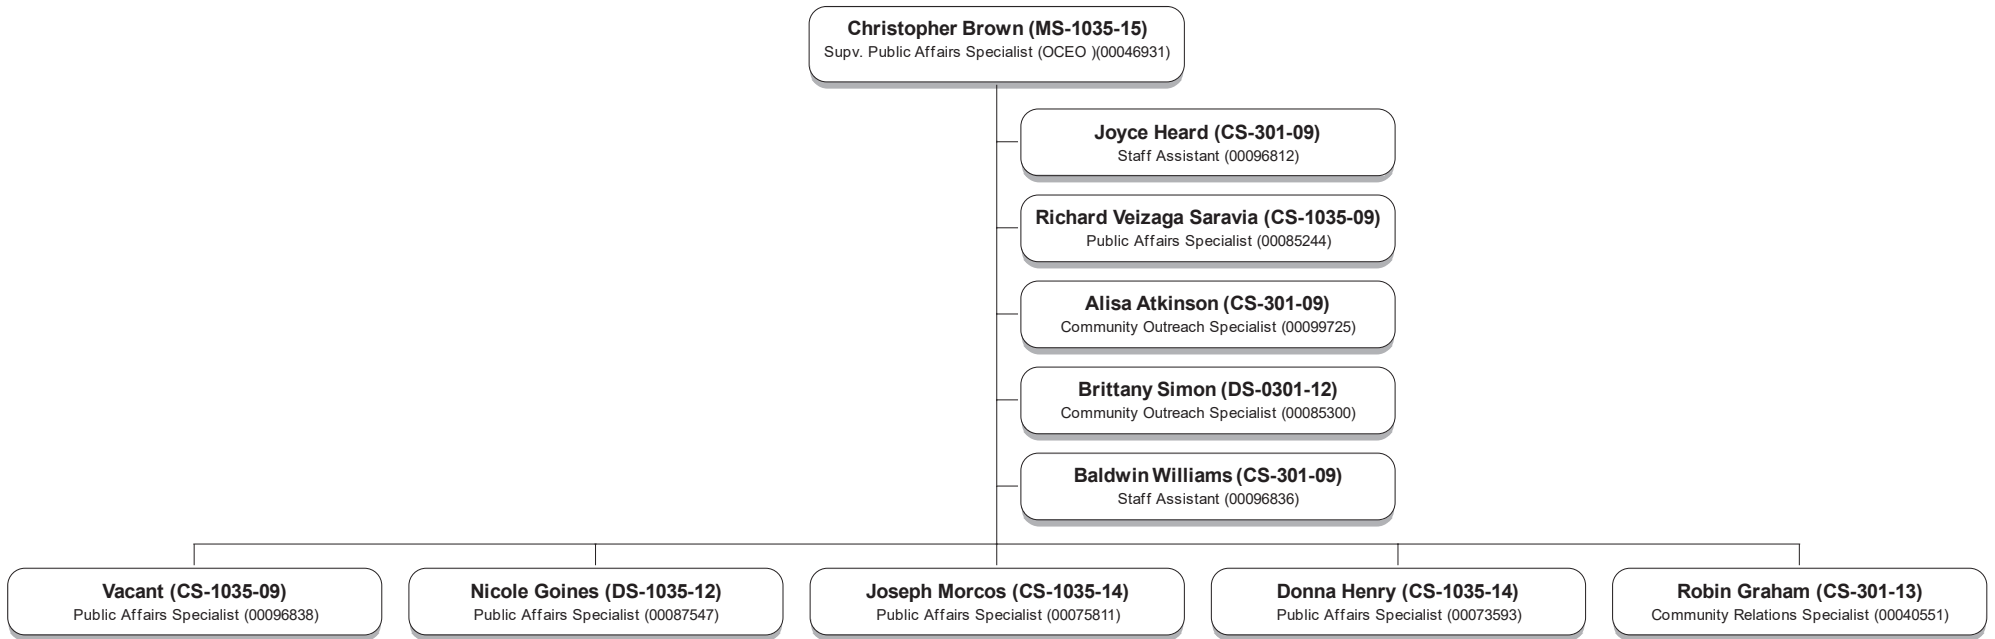 Christopher Brown (MS-1035-15)
Supv. Public Affairs Specialist (OCEO )(00046931)
Joyce Heard (CS-301-09)
Staff Assistant (00096812)
Richard Veizaga Saravia (CS-1035-09)
Public Affairs Specialist (00085244)
Alisa Atkinson (CS-301-09)
Community Outreach Specialist (00099725)
Brittany Simon (DS-0301-12)
Community Outreach Specialist (00085300)
Baldwin Williams (CS-301-09)
Staff Assistant (00096836)
Vacant (CS-1035-09)
Public Affairs Specialist (00096838)
Nicole Goines (DS-1035-12)
Public Affairs Specialist (00087547)
Joseph Morcos (CS-1035-14)
Public Affairs Specialist (00075811)
Donna Henry (CS-1035-14)
Public Affairs Specialist (00073593)
Robin Graham (CS-301-13)
Community Relations Specialist (00040551)